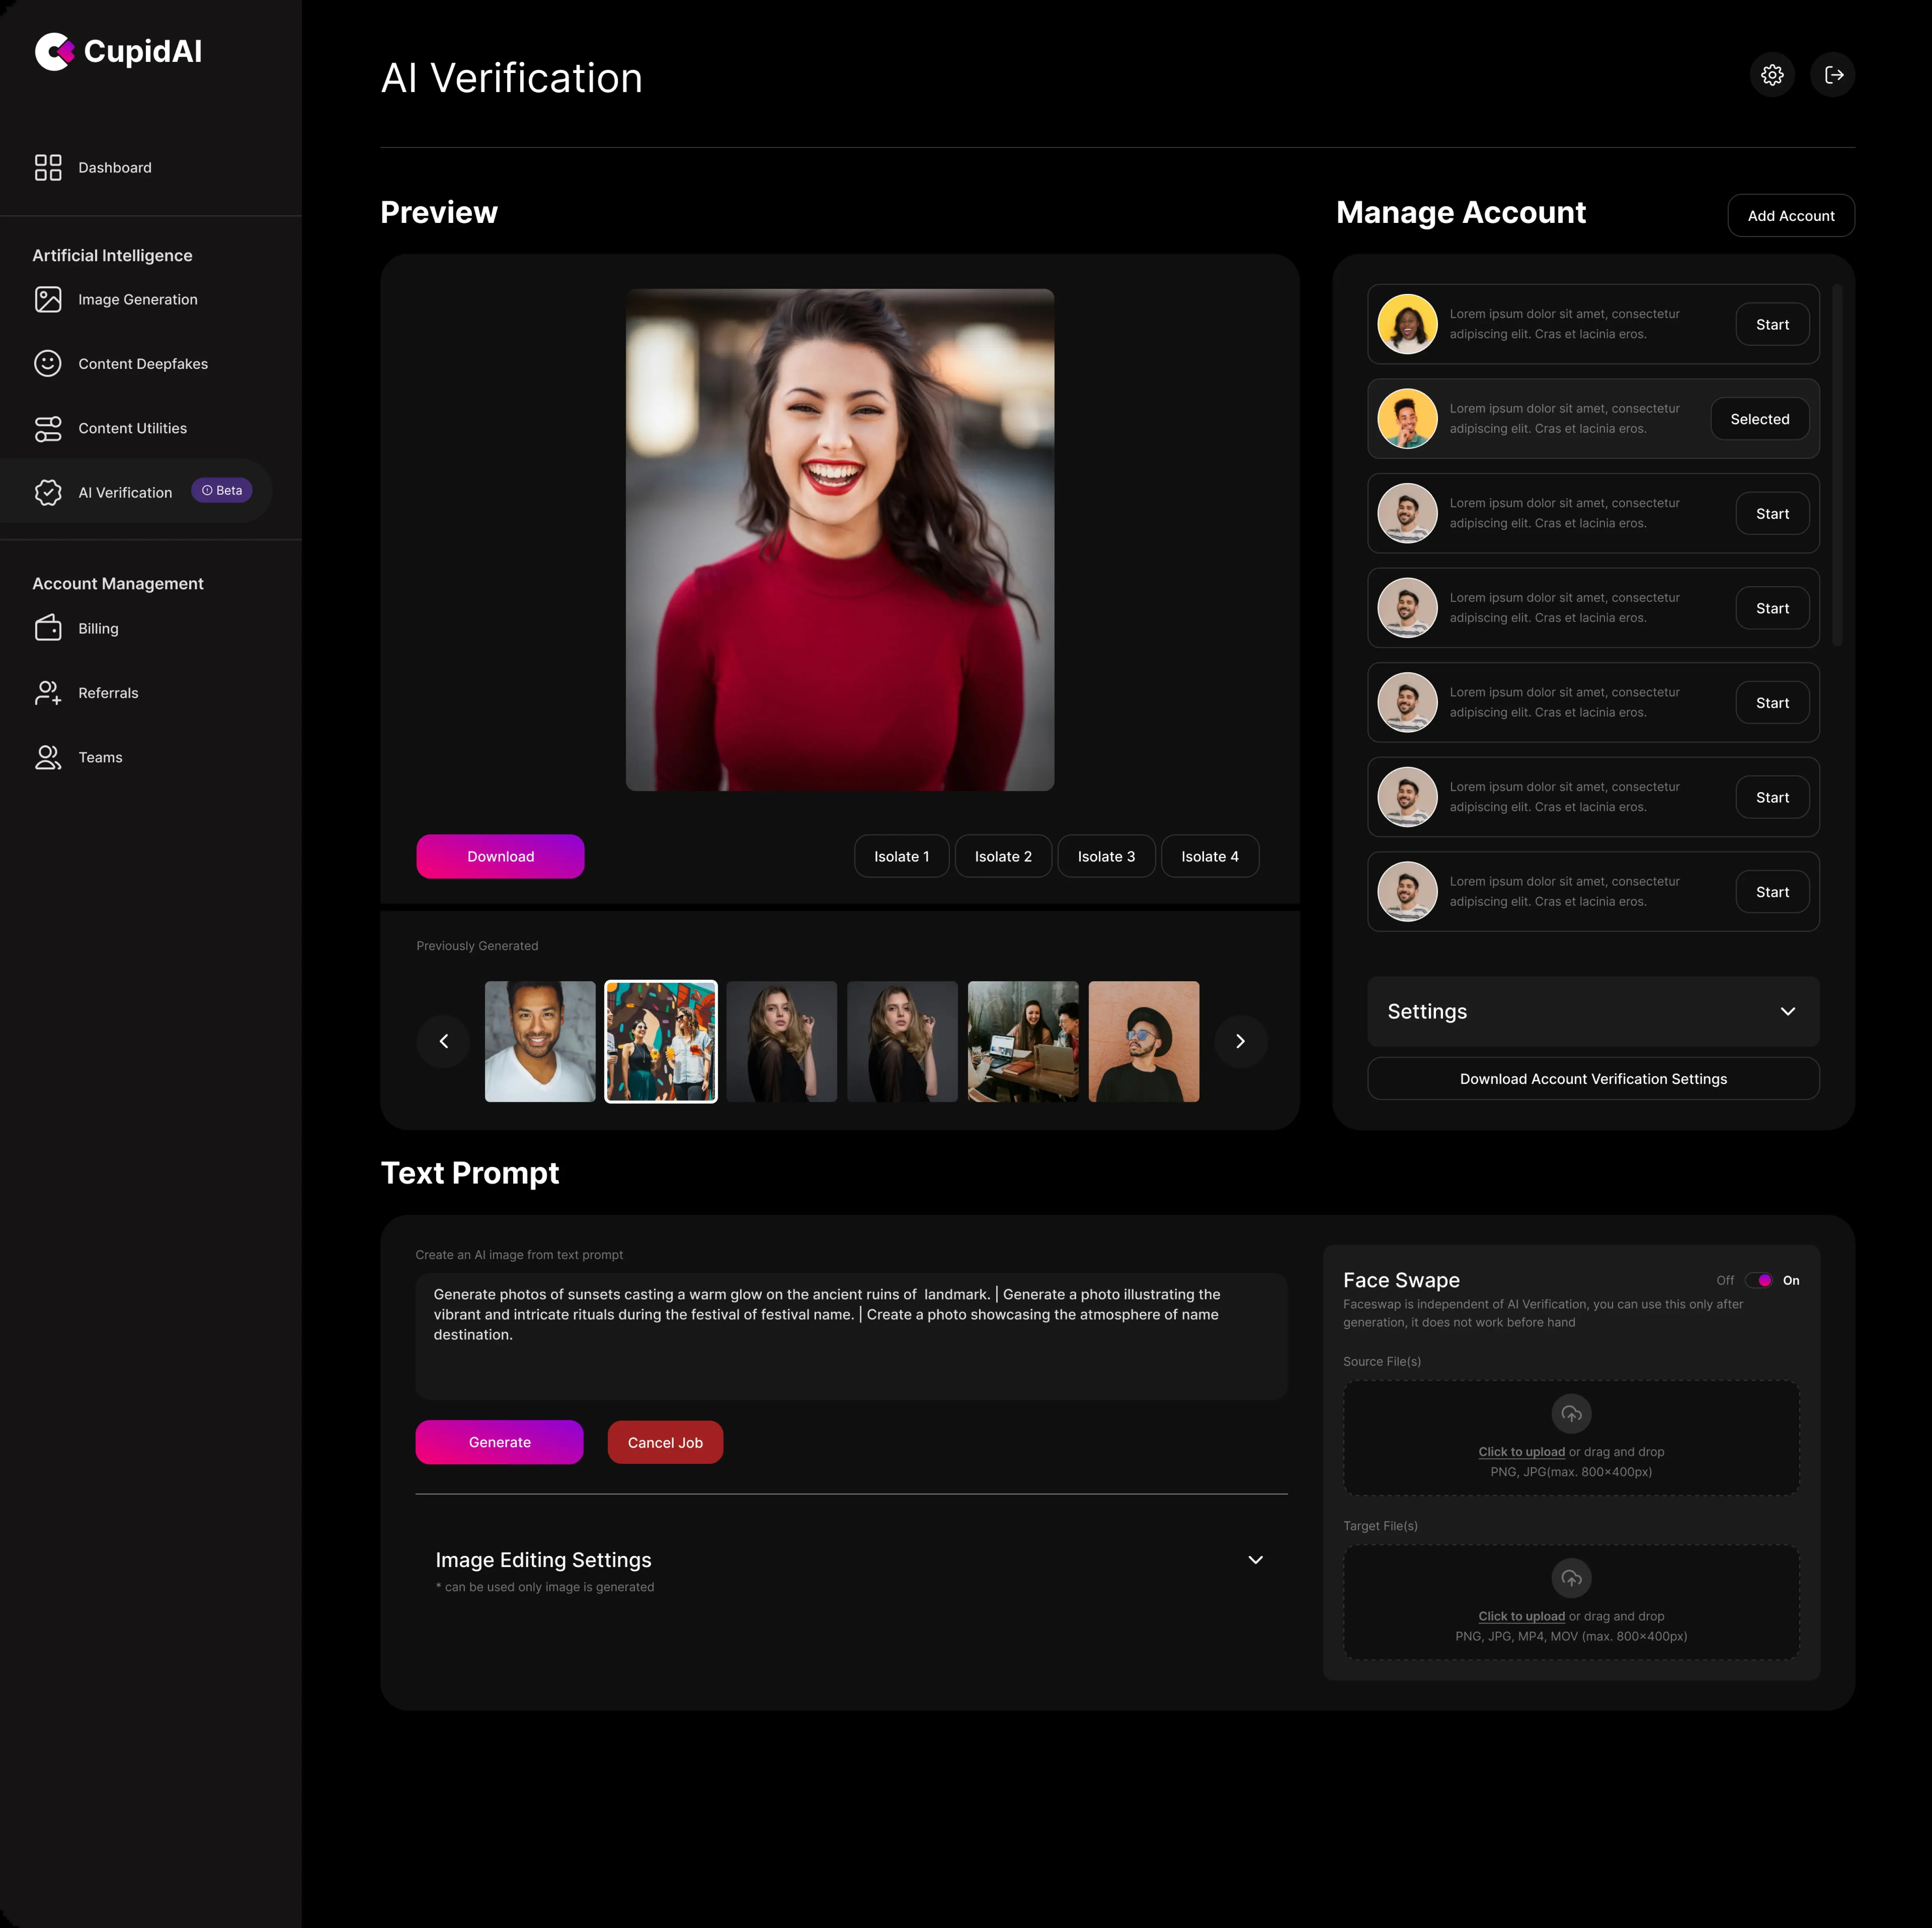 CupidAI
Dashboard
Artificial Intelligence
Image Generation
Content Deepfakes
Content Utilities
AI Verification
Beta
Account Management
Billing
Referrals
Teams
AI Verification
Preview
Download
Isolate 1
Isolate 2
Isolate 3
Isolate 4
Previously Generated
Manage Account
Add Account
Lorem ipsum dolor sit amet, consectetur
adipiscing elit. Cras et lacinia eros.
Start
Lorem ipsum dolor sit amet, consectetur
adipiscing elit. Cras et lacinia eros.
Selected
Lorem ipsum dolor sit amet, consectetur
adipiscing elit. Cras et lacinia eros.
Start
Lorem ipsum dolor sit amet, consectetur
adipiscing elit. Cras et lacinia eros.
Start
Lorem ipsum dolor sit amet, consectetur
adipiscing elit. Cras et lacinia eros.
Start
Lorem ipsum dolor sit amet, consectetur
adipiscing elit. Cras et lacinia eros.
Start
Lorem ipsum dolor sit amet, consectetur
adipiscing elit. Cras et lacinia eros.
Start
Settings
Download Account Verification Settings
Text Prompt
Create an AI image from text prompt
Generate photos of sunsets casting a warm glow on the ancient ruins of  landmark. | Generate a photo illustrating the
vibrant and intricate rituals during the festival of festival name. | Create a photo showcasing the atmosphere of name
destination.
Generate
Cancel Job
Image Editing Settings
* can be used only image is generated
Face Swape
Off
On
Faceswap is independent of AI Verification, you can use this only after
generation, it does not work before hand
Source File(s)
Click to upload or drag and drop
PNG, JPG(max. 800×400px)
Target File(s)
Click to upload or drag and drop
PNG, JPG, MP4, MOV (max. 800×400px)